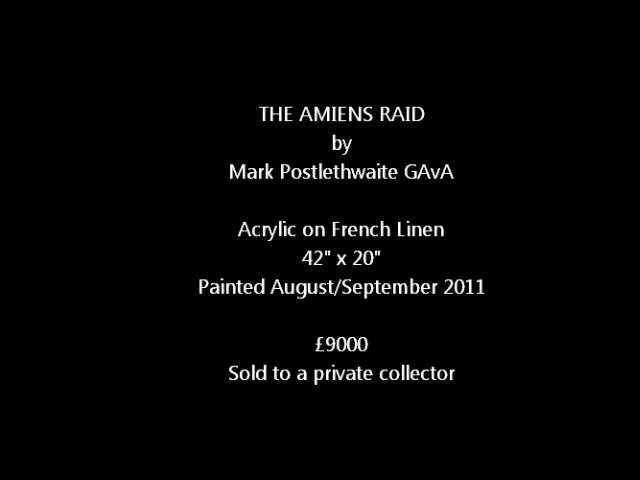 THE AMIENS RAID
by
Mark Postlethwaite GAvA
Acrylic on French Linen
42" x 20"
Painted August/September 2011
£9000
Sold to a private collector